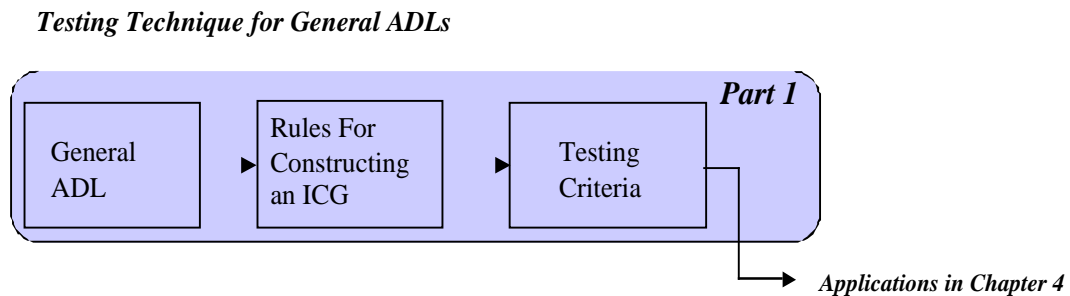 Testing Technique for General ADLs
Part 1
General
ADL
Rules For
Constructing
an ICG
Testing
Criteria
Applications in Chapter 4